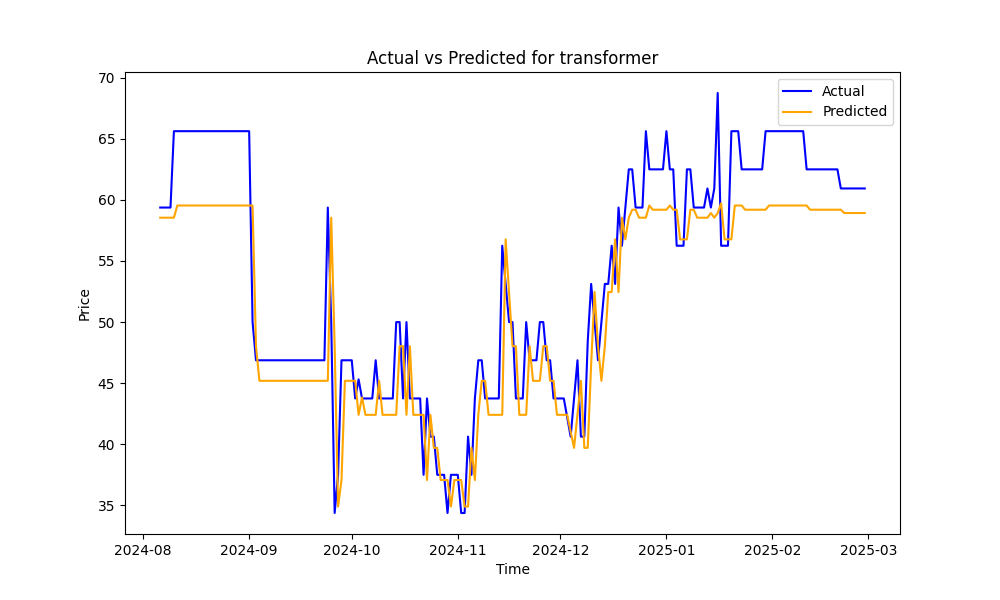 Actual vs Predicted for transformer
Actual
Predicted
Price
70
65
60
55
50
45
40
35
2024-08 2024-09 2024-10 2024-11 2024-12 2025-01 2025-02 2025-03
Time